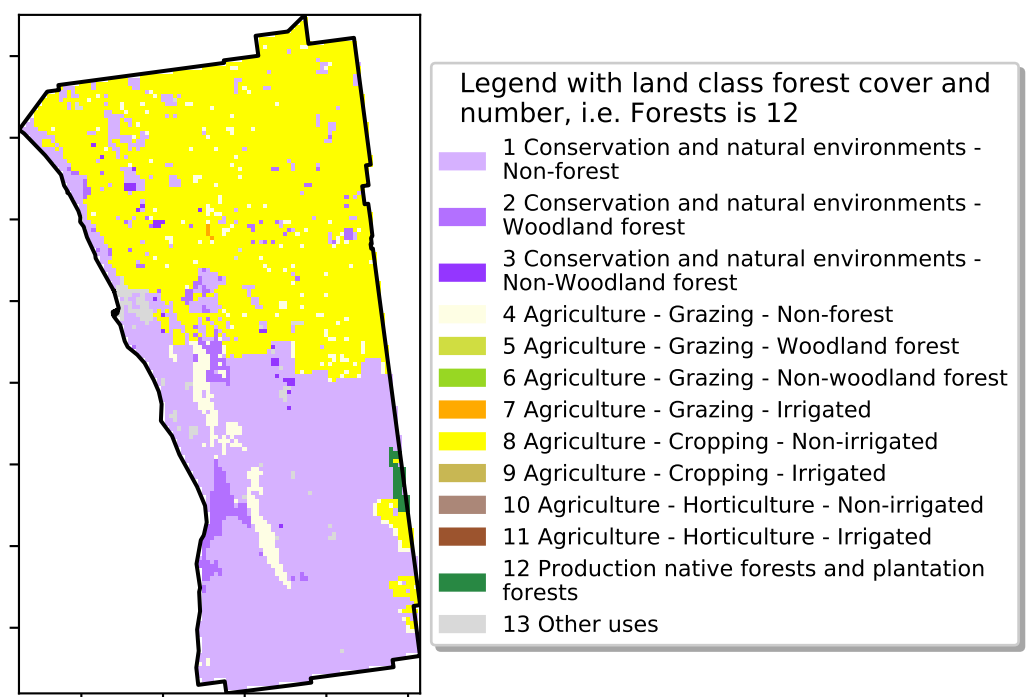 Legend with land class forest cover and
number, i.e. Forests is 12
1 Conservation and natural environments -
Non-forest
2 Conservation and natural environments -
Woodland forest
3 Conservation and natural environments -
Non-Woodland forest
4 Agriculture - Grazing - Non-forest
5 Agriculture - Grazing - Woodland forest
6 Agriculture - Grazing - Non-woodland forest
7 Agriculture - Grazing - Irrigated
8 Agriculture - Cropping - Non-irrigated
9 Agriculture - Cropping - Irrigated
10 Agriculture - Horticulture - Non-irrigated
11 Agriculture - Horticulture - Irrigated
12 Production native forests and plantation
forests
13 Other uses